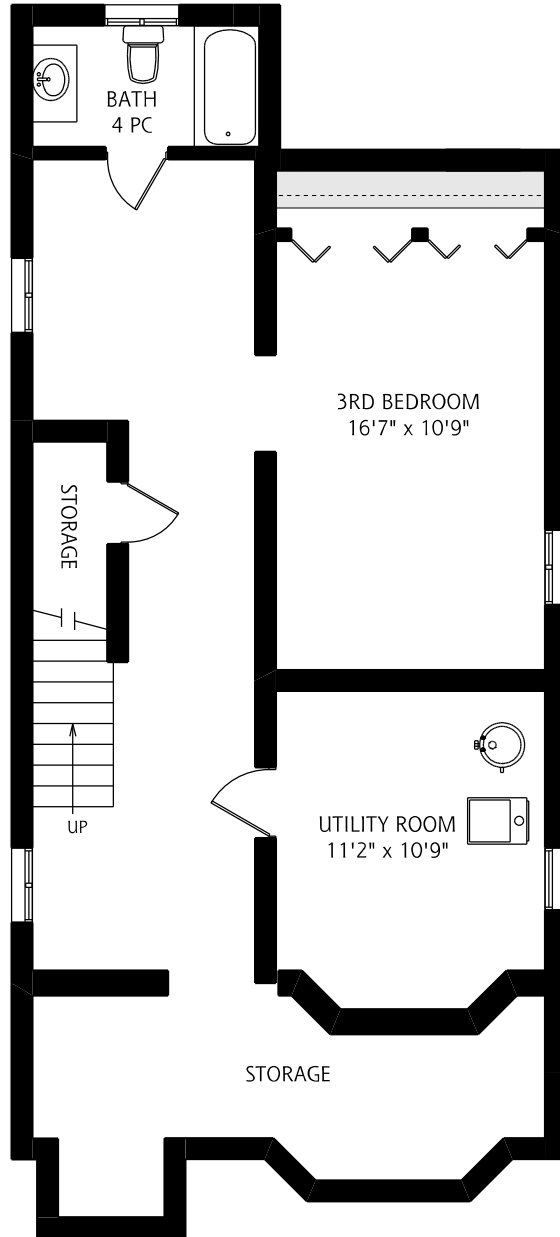 BATH
4 PC
3RD BEDROOM
16'7" x 10'9"
STORAGE
UP
UTILITY ROOM
11'2" x 10'9"
STORAGE